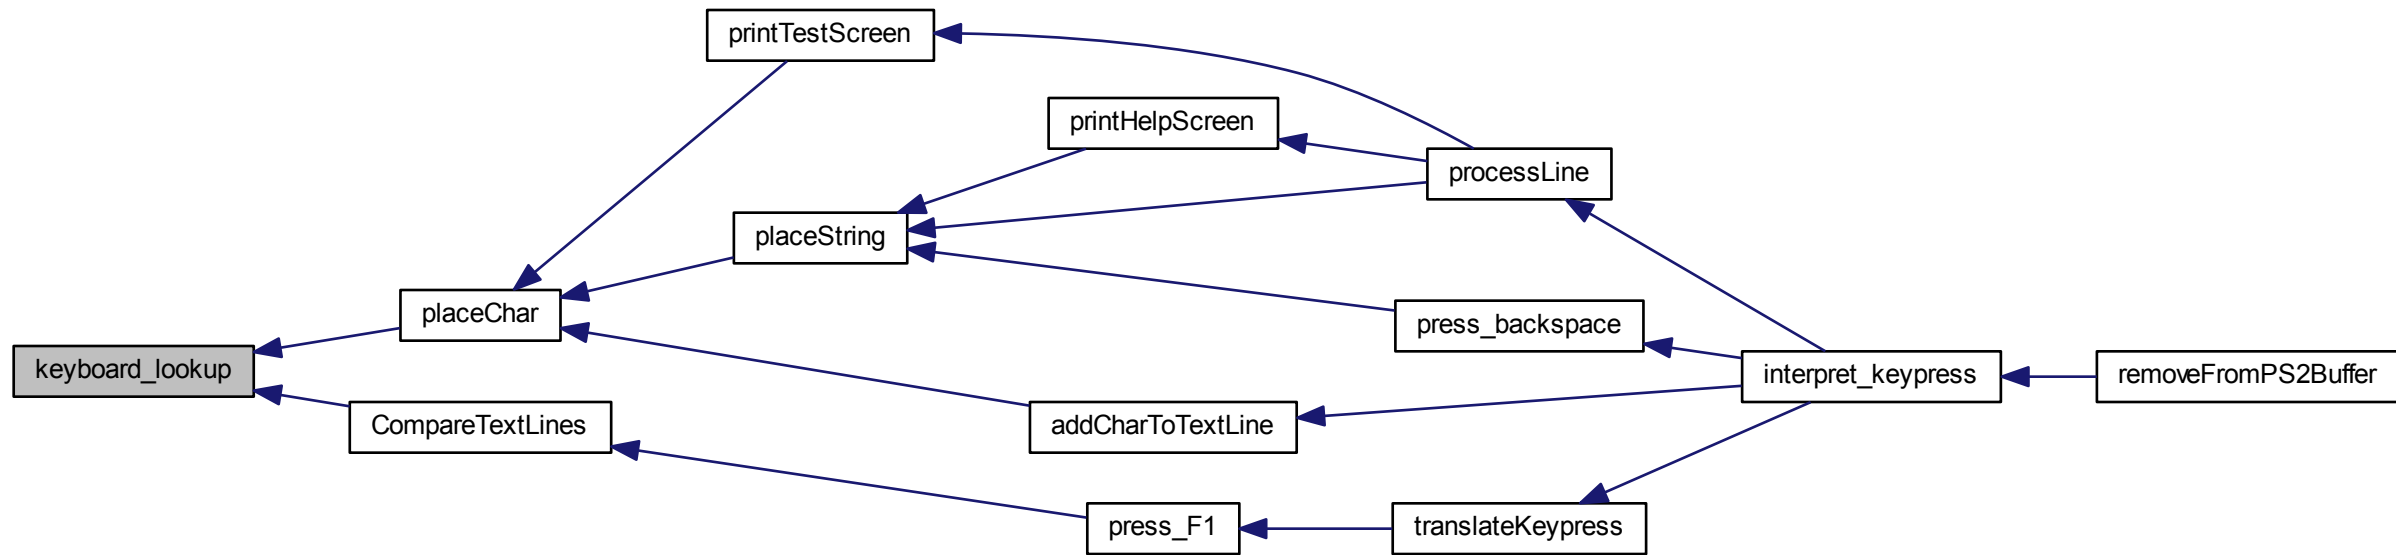 printTestScreen
printHelpScreen
processLine
placeString
placeChar
press_backspace
keyboard_lookup
interpret_keypress
removeFromPS2Buffer
CompareTextLines
addCharToTextLine
press_F1
translateKeypress